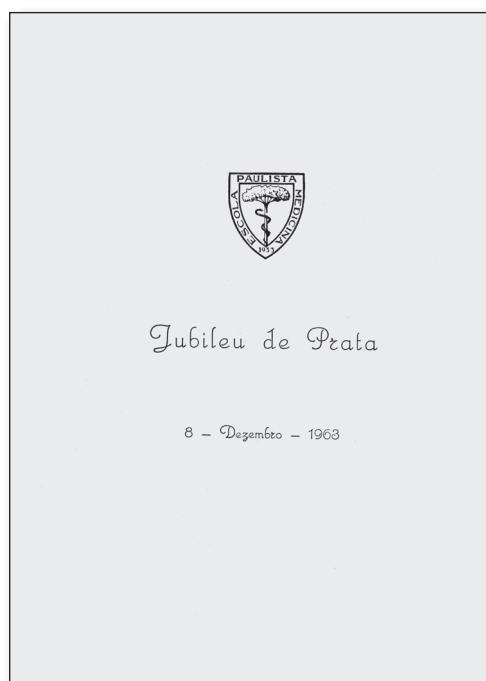 PAULISTA
ESCOLA
MEDICINA
1933
Jubileu de Prata
8 – Dezembro – 1963